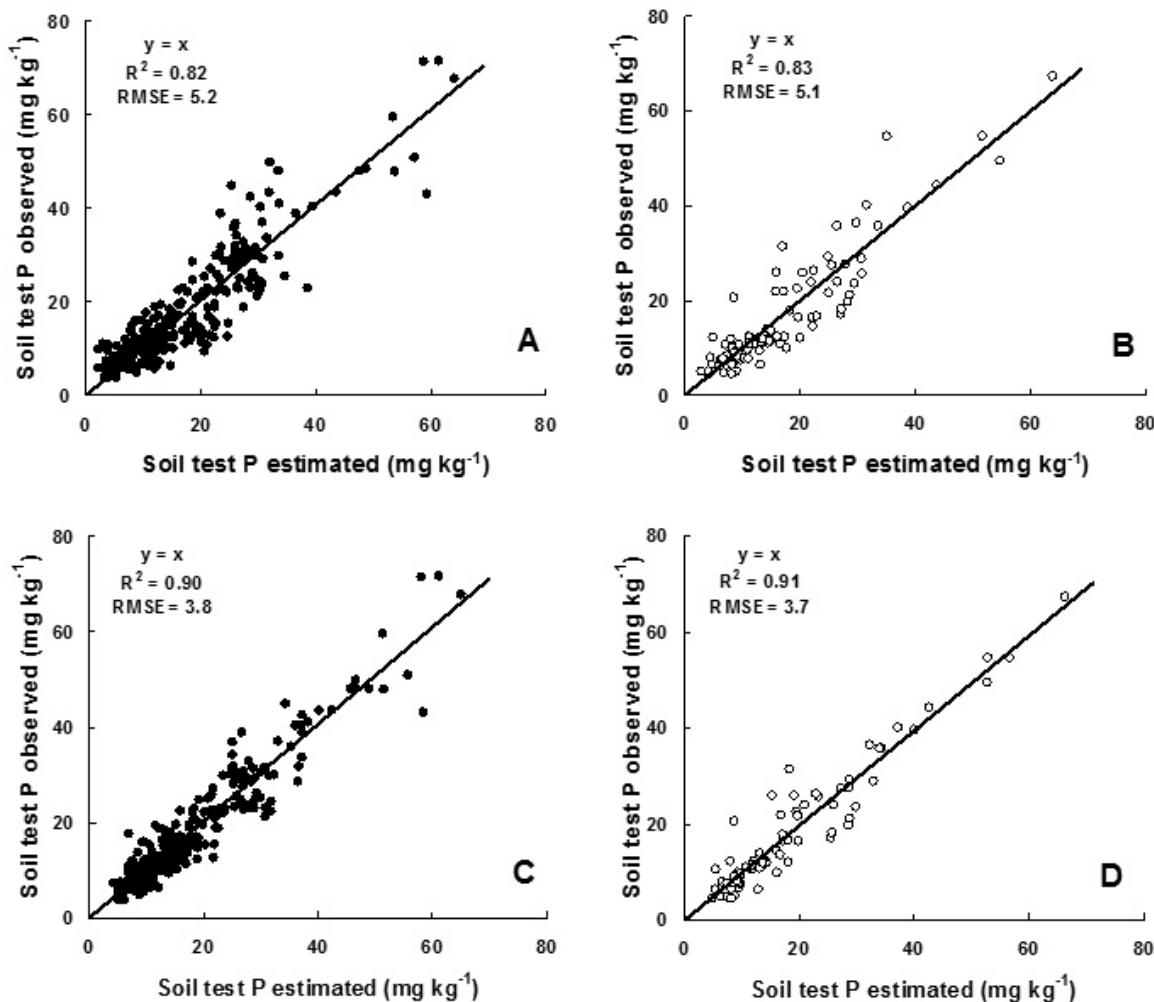 Soil test P observed (mg kg⁻¹)
80
60
40
20
0
y = x
R² = 0.82
RMSE = 5.2
A
0 20 40 60 80
Soil test P estimated (mg kg⁻¹)
Soil test P observed (mg kg⁻¹)
80
60
40
20
0
y = x
R² = 0.83
RMSE = 5.1
B
0 20 40 60 80
Soil test P estimated (mg kg⁻¹)
Soil test P observed (mg kg⁻¹)
80
60
40
20
0
y = x
R² = 0.90
RMSE = 3.8
C
0 20 40 60 80
Soil test P estimated (mg kg⁻¹)
Soil test P observed (mg kg⁻¹)
80
60
40
20
0
y = x
R² = 0.91
RMSE = 3.7
D
0 20 40 60 80
Soil test P estimated (mg kg⁻¹)